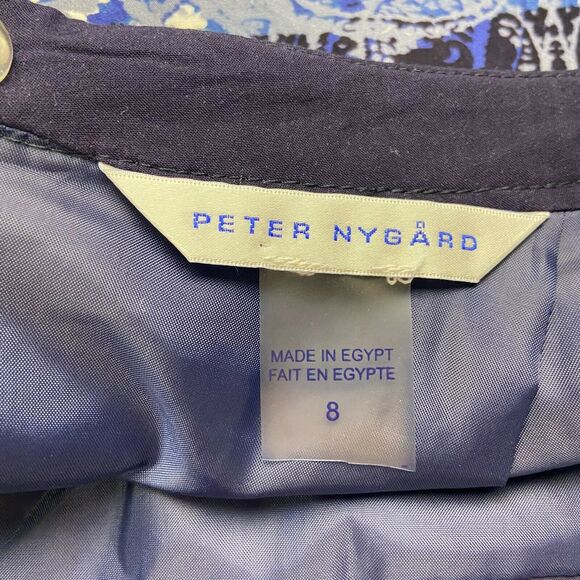 PETER NYGÅRD
MADE IN EGYPT
FAIT EN EGYPTE
8